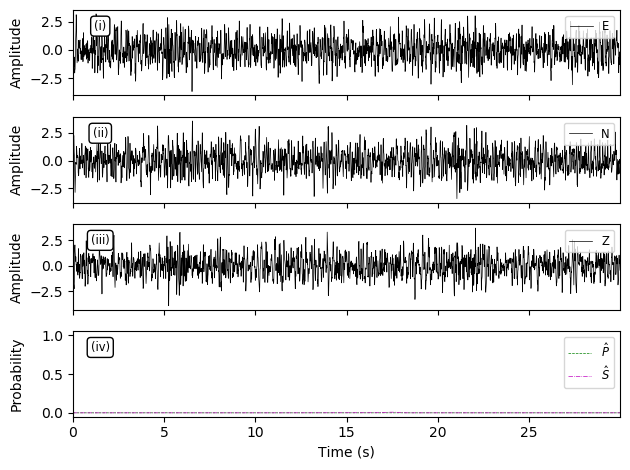 (i)
E
Amplitude
2.5
0.0
−2.5
(ii)
N
Amplitude
2.5
0.0
−2.5
(iii)
Z
Amplitude
2.5
0.0
−2.5
(iv)
P̂
Ŝ
Probability
1.0
0.5
0.0
0 5 10 15 20 25
Time (s)